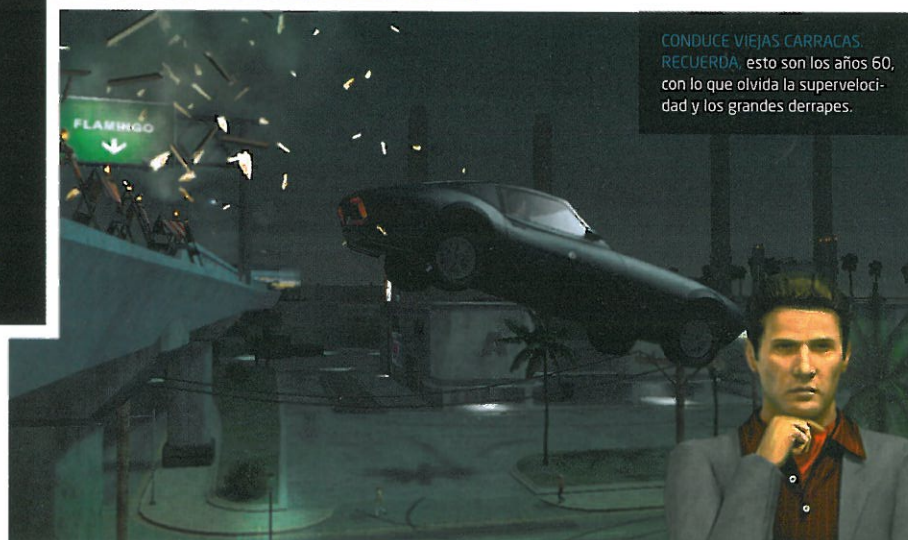 CONDUCE VIEJAS CARRACAS.
RECUERDA, esto son los años 60,
con lo que olvida la superveloci-
dad y los grandes derrapes.
FLAMINGO